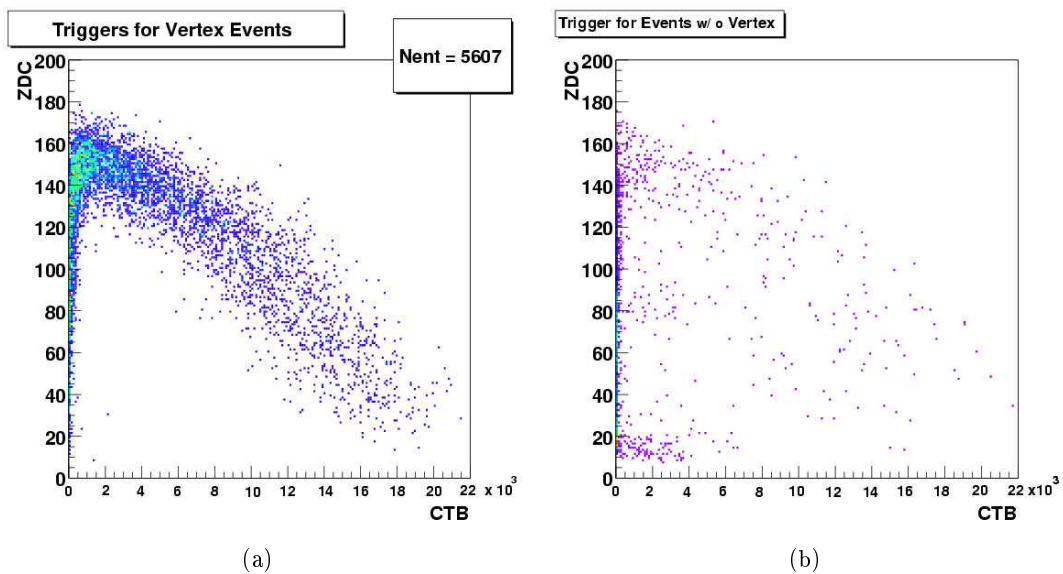 Triggers for Vertex Events
Nent = 5607
ZDC
200
180
160
140
120
100
80
60
40
20
0
0 2 4 6 8 10 12 14 16 18 20 22 x 10³
CTB
(a)
Trigger for Events w/ o Vertex
ZDC
200
180
160
140
120
100
80
60
40
20
0
0 2 4 6 8 10 12 14 16 18 20 22 x10³
CTB
(b)